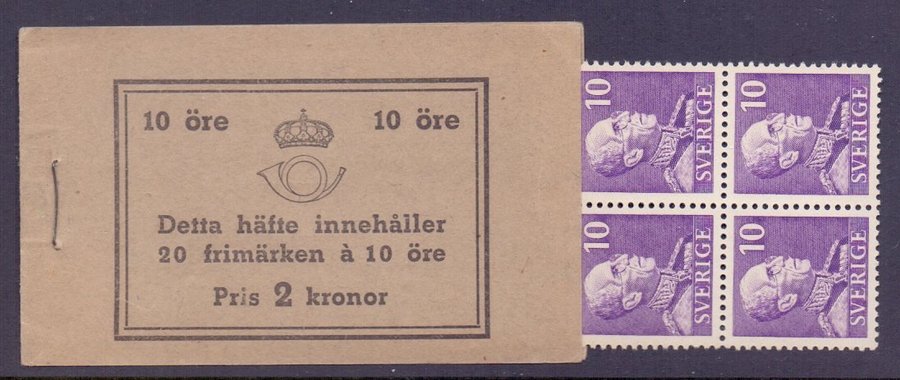 10 öre 10 öre
Detta häfte innehåller
20 frimärken à 10 öre
Pris 2 kronor
10 SVERIGE
10 SVERIGE
10 SVERIGE
10 SVERIGE